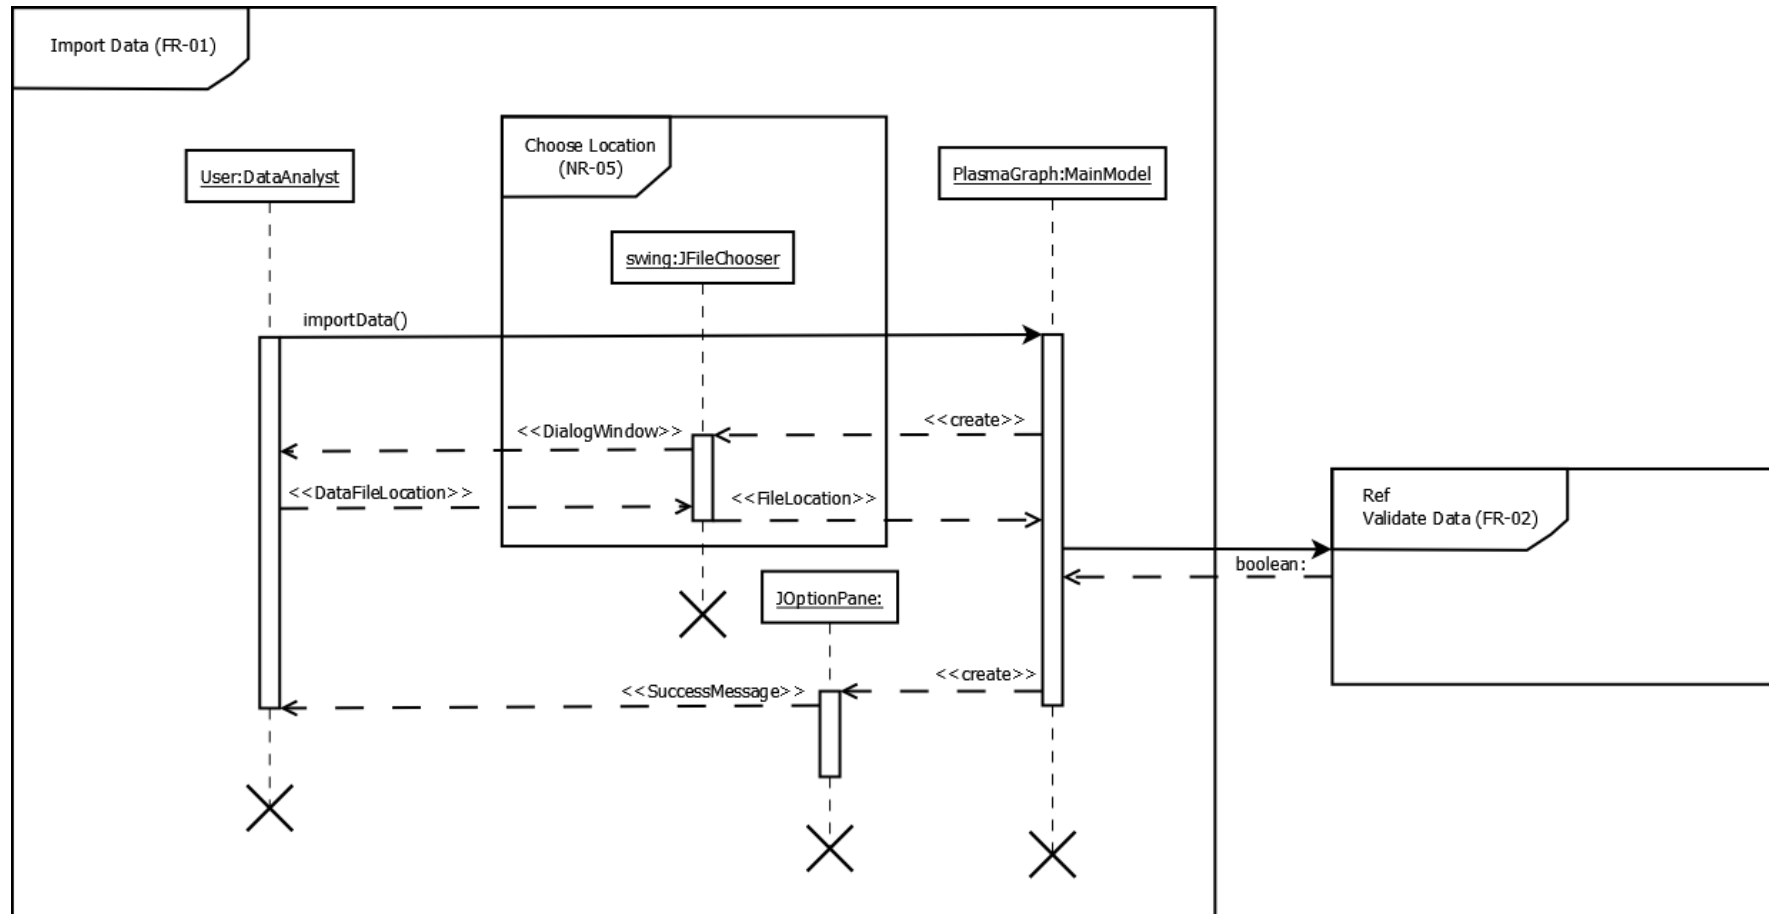 Import Data (FR-01)
Choose Location
(NR-05)
User:DataAnalyst
PlasmaGraph:MainModel
swing:JFileChooser
importData()
<<create>>
<<DialogWindow>>
<<DataFileLocation>>
<<FileLocation>>
Ref
Validate Data (FR-02)
boolean:
JOptionPane:
<<create>>
<<SuccessMessage>>